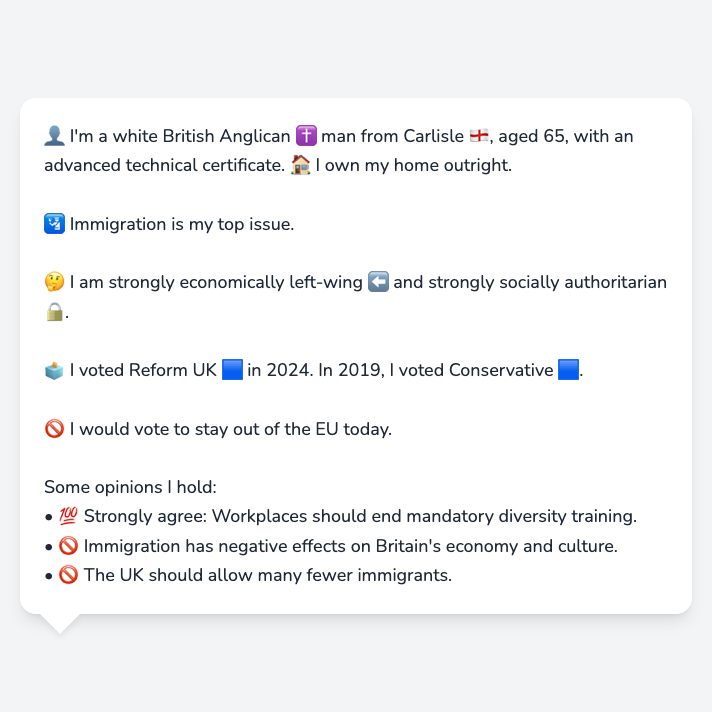 👤 I'm a white British Anglican ✝️ man from Carlisle 🏴󠁧󠁢󠁥󠁮󠁧󠁿, aged 65, with an
advanced technical certificate. 🏠 I own my home outright.
🛂 Immigration is my top issue.
🤔 I am strongly economically left-wing ⬅️ and strongly socially authoritarian
🔒.
🗳️ I voted Reform UK 🟦 in 2024. In 2019, I voted Conservative 🟦.
🚫 I would vote to stay out of the EU today.
Some opinions I hold:
• 💯 Strongly agree: Workplaces should end mandatory diversity training.
• 🚫 Immigration has negative effects on Britain's economy and culture.
• 🚫 The UK should allow many fewer immigrants.